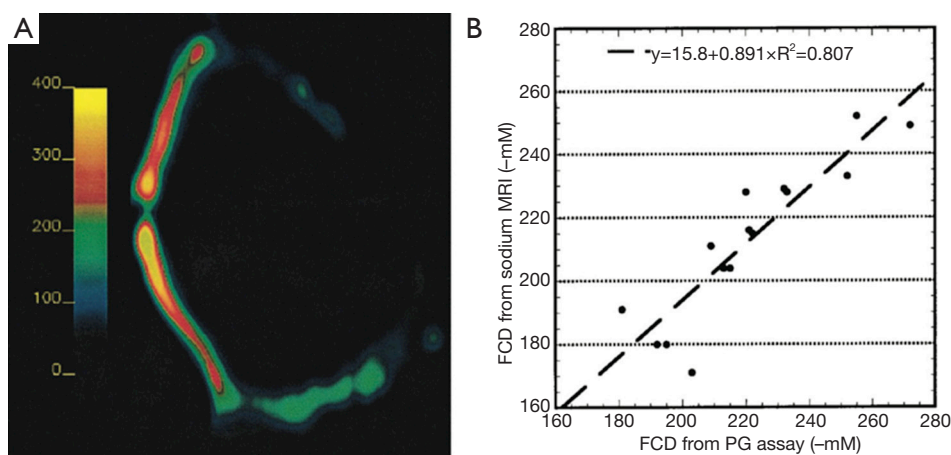 A
400
300
200
100
0
B
y=15.8+0.891×R²=0.807
FCD from sodium MRI (–mM)
280
260
240
220
200
180
160
160 180 200 220 240 260 280
FCD from PG assay (–mM)